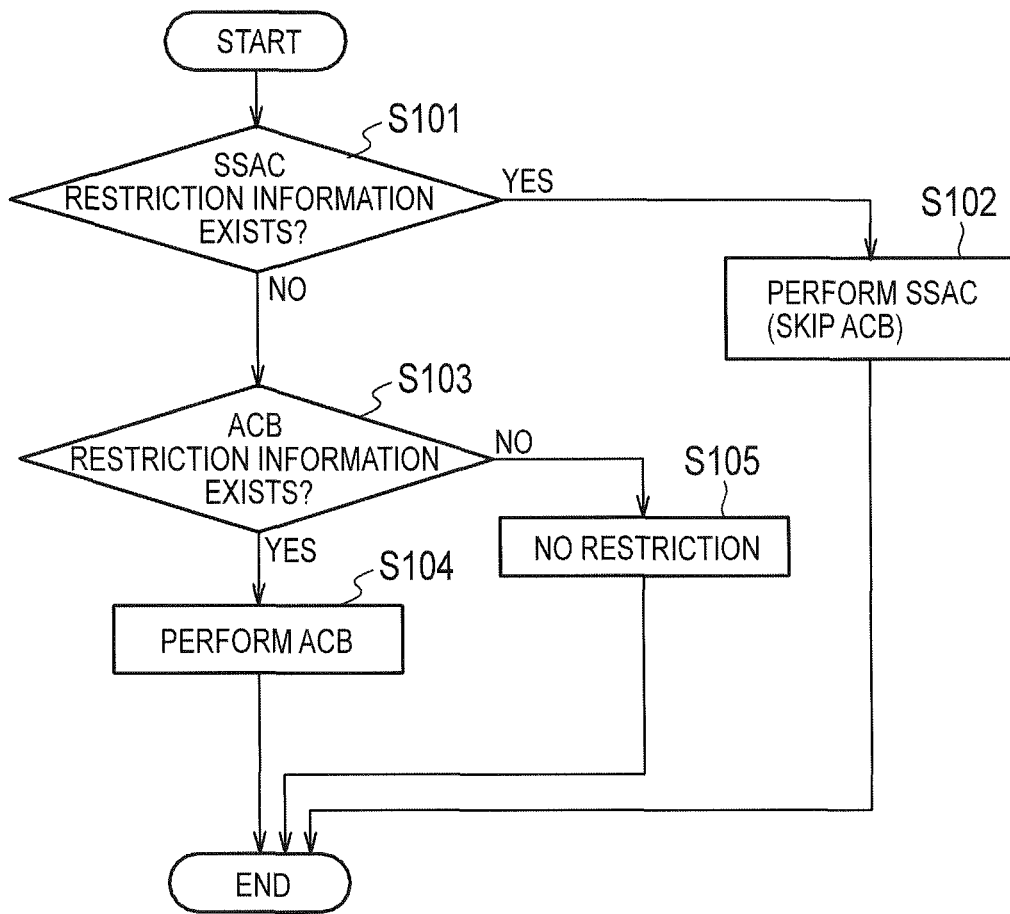 START
S101
SSAC
RESTRICTION INFORMATION
EXISTS?
YES
NO
S102
PERFORM SSAC
(SKIP ACB)
S103
ACB
RESTRICTION INFORMATION
EXISTS?
NO
YES
S105
NO RESTRICTION
S104
PERFORM ACB
END